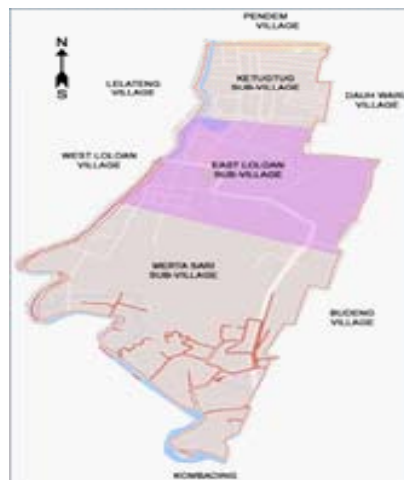 PENDEM
VILLAGE
N
S
LELATENG
VILLAGE
KETUGTUG
SUB-VILLAGE
DAUH WARU
VILLAGE
WEST LOLOAN
VILLAGE
EAST LOLOAN
SUB-VILLAGE
MERTA SARI
SUB-VILLAGE
BUDENG
VILLAGE
KOMBADING